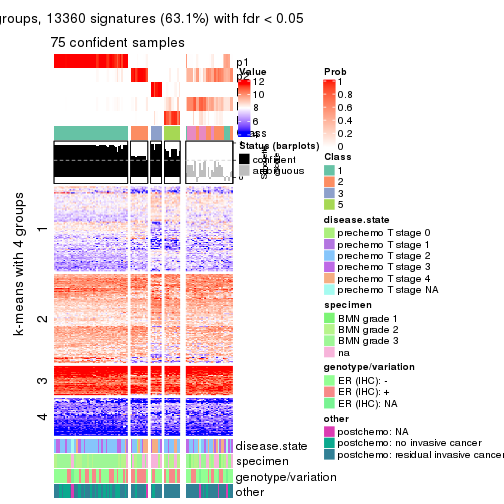 groups, 13360 signatures (63.1%) with fdr < 0.05
75 confident samples
p1
p2
Value
12
10
8
6
Prob
1
0.8
0.6
0.4
0.2
0
Status (barplots)
confident
ambiguous
Class
1
2
3
5
k-means with 4 groups
1
2
3
4
disease.state
prechemo T stage 0
prechemo T stage 1
prechemo T stage 2
prechemo T stage 3
prechemo T stage 4
prechemo T stage NA
specimen
BMN grade 1
BMN grade 2
BMN grade 3
na
genotype/variation
ER (IHC): -
ER (IHC): +
ER (IHC): NA
other
postchemo: NA
postchemo: no invasive cancer
postchemo: residual invasive cancer
disease.state
specimen
genotype/variation
other